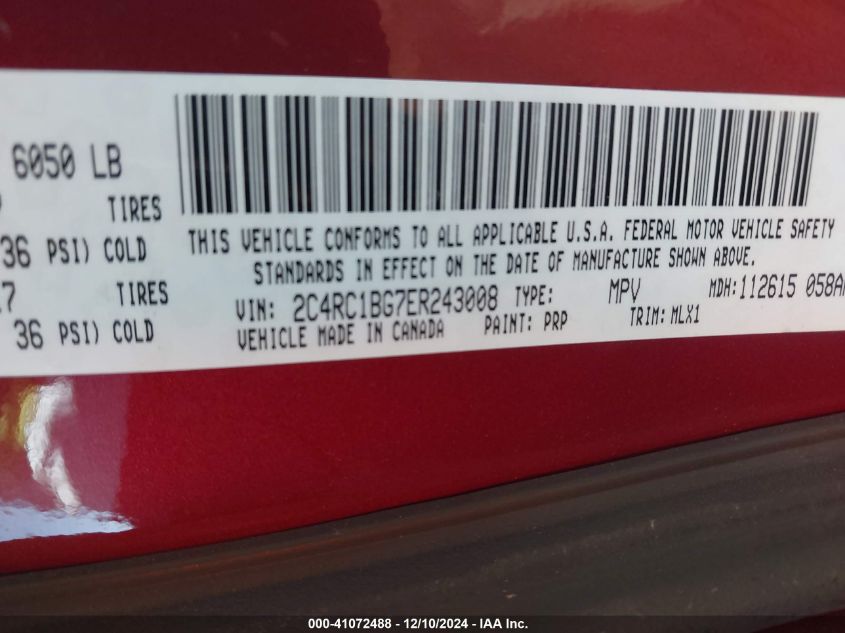 6050 LB
TIRES
36 PSI) COLD
TIRES
36 PSI) COLD
THIS VEHICLE CONFORMS TO ALL APPLICABLE U.S.A. FEDERAL MOTOR VEHICLE SAFETY
STANDARDS IN EFFECT ON THE DATE OF MANUFACTURE SHOWN ABOVE.
VIN: 2C4RC1BG7ER243008 TYPE: MPV MDH:112615 058A
VEHICLE MADE IN CANADA PAINT: PRP TRIM: MLX1
000-41072488 - 12/10/2024 - IAA Inc.